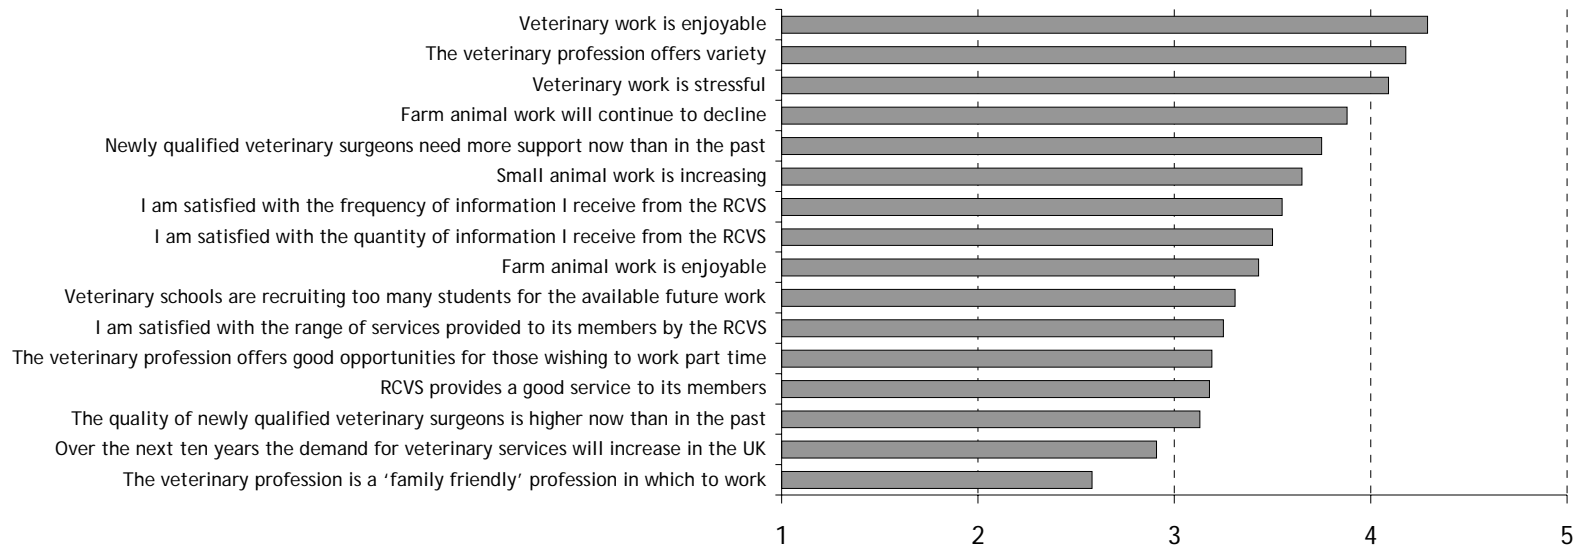 Veterinary work is enjoyable
The veterinary profession offers variety
Veterinary work is stressful
Farm animal work will continue to decline
Newly qualified veterinary surgeons need more support now than in the past
Small animal work is increasing
I am satisfied with the frequency of information I receive from the RCVS
I am satisfied with the quantity of information I receive from the RCVS
Farm animal work is enjoyable
Veterinary schools are recruiting too many students for the available future work
I am satisfied with the range of services provided to its members by the RCVS
The veterinary profession offers good opportunities for those wishing to work part time
RCVS provides a good service to its members
The quality of newly qualified veterinary surgeons is higher now than in the past
Over the next ten years the demand for veterinary services will increase in the UK
The veterinary profession is a ‘family friendly’ profession in which to work
1 2 3 4 5